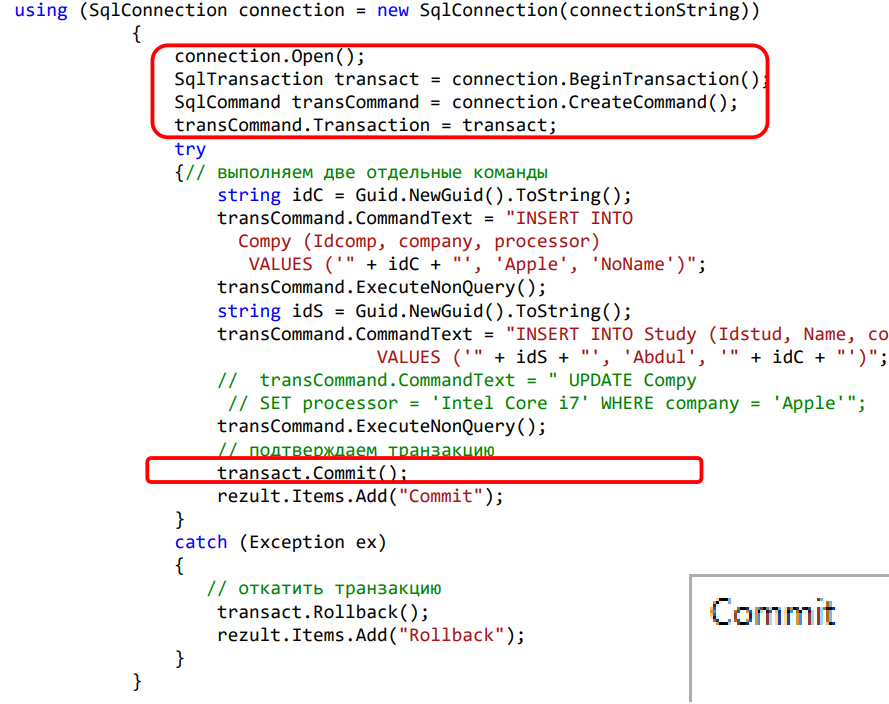 using (SqlConnection connection = new SqlConnection(connectionString))
{
connection.Open();
SqlTransaction transact = connection.BeginTransaction();
SqlCommand transCommand = connection.CreateCommand();
transCommand.Transaction = transact;
try
{// выполняем две отдельные команды
string idC = Guid.NewGuid().ToString();
transCommand.CommandText = "INSERT INTO
Compy (Idcomp, company, processor)
VALUES ('" + idC + "', 'Apple', 'NoName')";
transCommand.ExecuteNonQuery();
string idS = Guid.NewGuid().ToString();
transCommand.CommandText = "INSERT INTO Study (Idstud, Name, co
VALUES ('" + idS + "', 'Abdul', '" + idC + "')";
// transCommand.CommandText = " UPDATE Compy
// SET processor = 'Intel Core i7' WHERE company = 'Apple'";
transCommand.ExecuteNonQuery();
// подтверждаем транзакцию
transact.Commit();
rezult.Items.Add("Commit");
}
catch (Exception ex)
{
// откатить транзакцию
transact.Rollback();
rezult.Items.Add("Rollback");
}
}
Commit